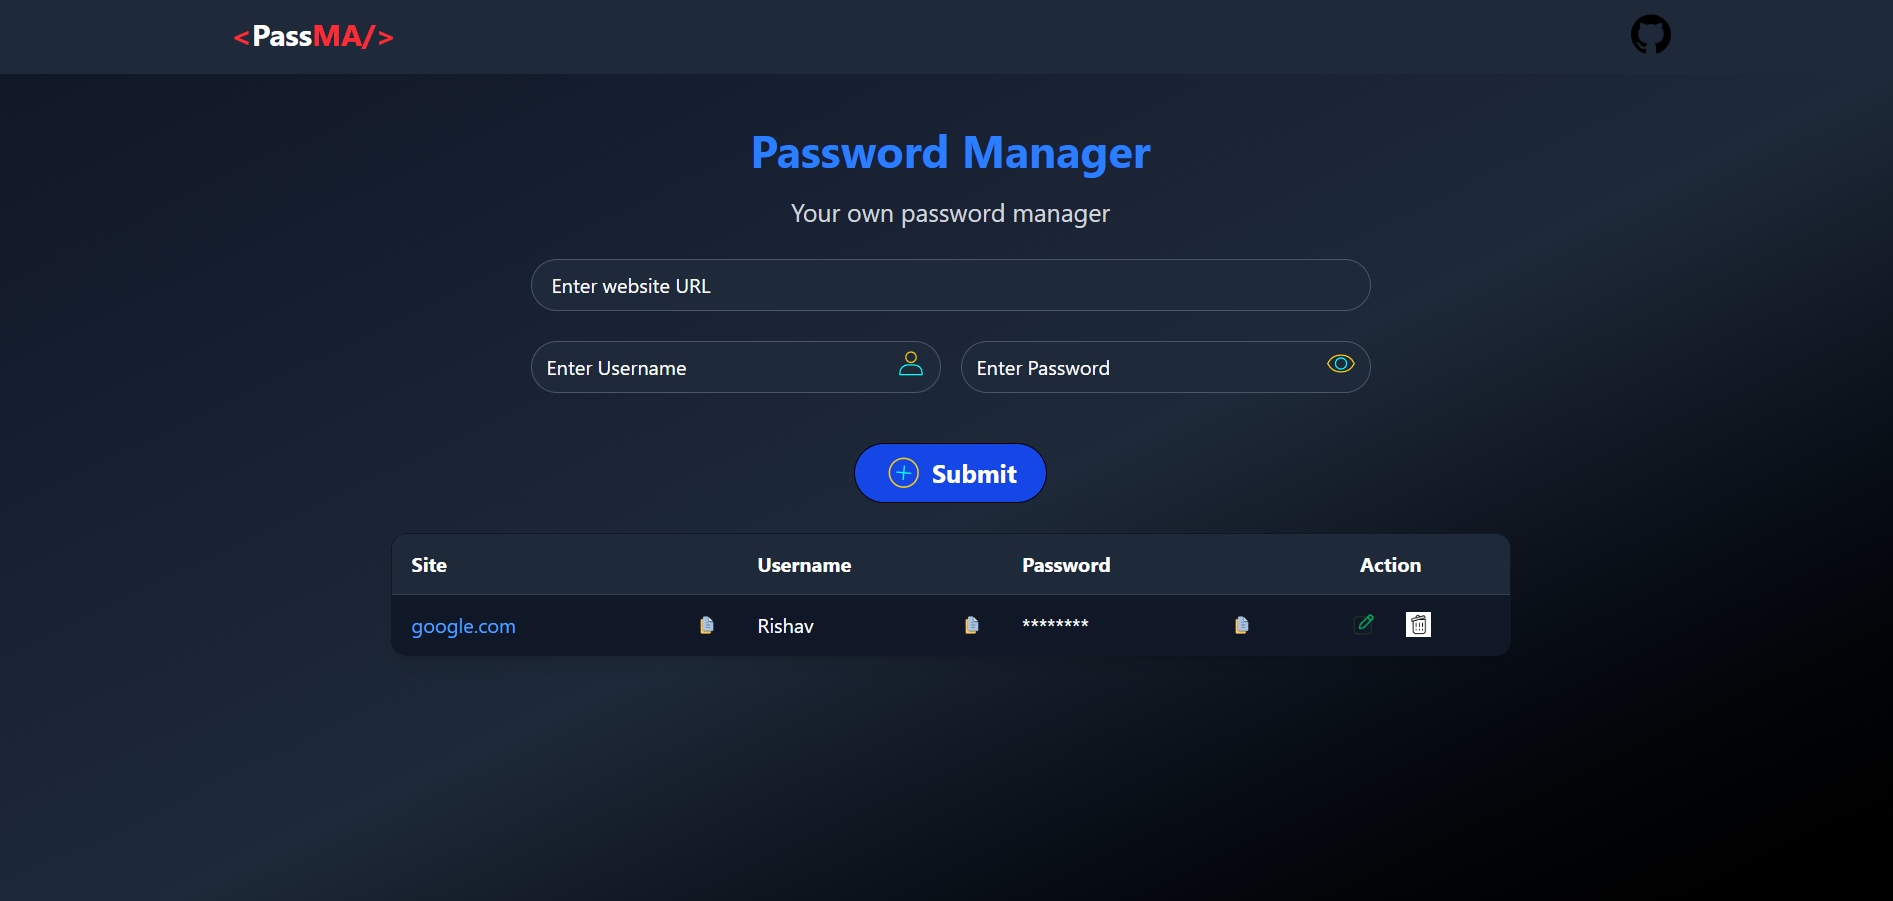 <PassMA/>
Password Manager
Your own password manager
Enter website URL
Enter Username Enter Password
Submit
Site Username Password Action
google.com Rishav ********